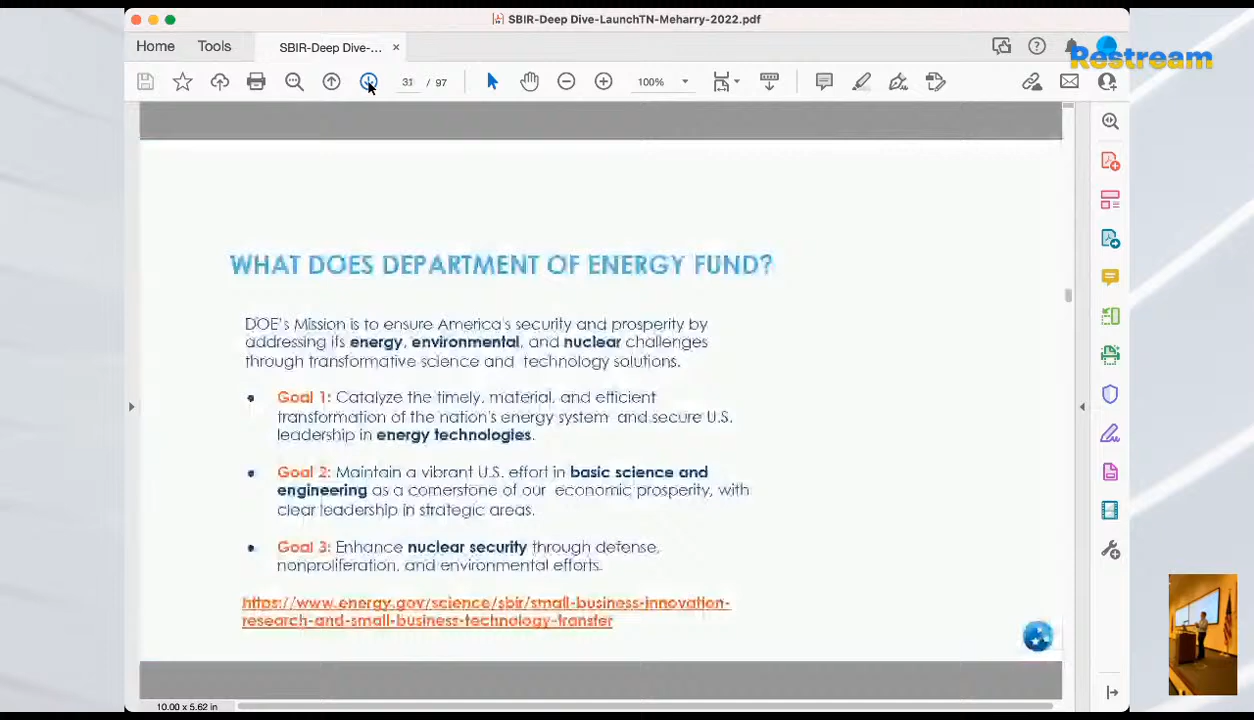 SBIR-Deep Dive-LaunchTN-Meharry-2022.pdf
Home Tools SBIR-Deep Dive-... ×
Restream
31 / 97 100%
WHAT DOES DEPARTMENT OF ENERGY FUND?
DOE's Mission is to ensure America's security and prosperity by
addressing its energy, environmental, and nuclear challenges
through transformative science and technology solutions.
• Goal 1: Catalyze the timely, material, and efficient
transformation of the nation's energy system and secure U.S.
leadership in energy technologies.
• Goal 2: Maintain a vibrant U.S. effort in basic science and
engineering as a cornerstone of our economic prosperity, with
clear leadership in strategic areas.
• Goal 3: Enhance nuclear security through defense,
nonproliferation, and environmental efforts.
https://www.energy.gov/science/sbir/small-business-innovation-
research-and-small-business-technology-transfer
10.00 x 5.62 in